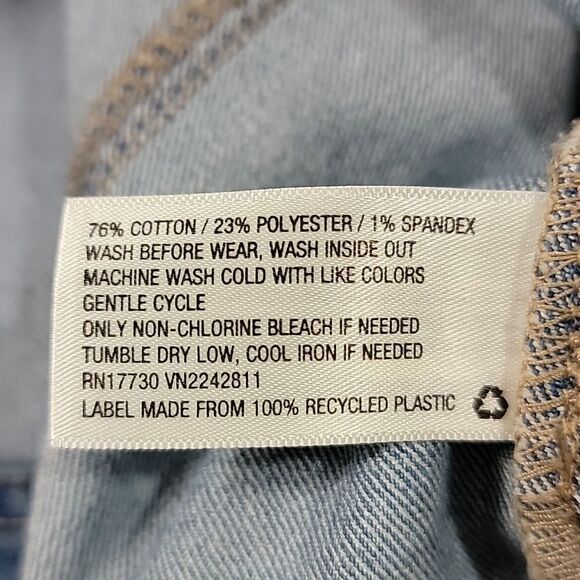 76% COTTON / 23% POLYESTER / 1% SPANDEX
WASH BEFORE WEAR, WASH INSIDE OUT
MACHINE WASH COLD WITH LIKE COLORS
GENTLE CYCLE
ONLY NON-CHLORINE BLEACH IF NEEDED
TUMBLE DRY LOW, COOL IRON IF NEEDED
RN17730 VN2242811
LABEL MADE FROM 100% RECYCLED PLASTIC